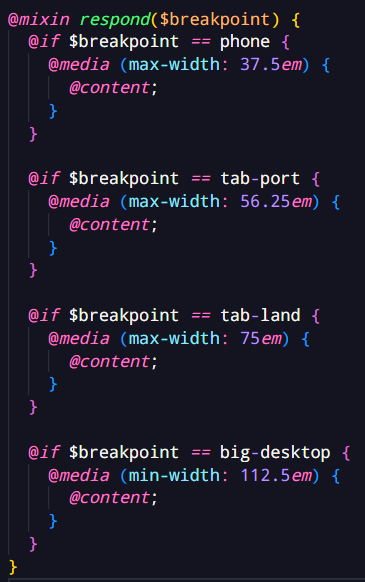 @mixin respond($breakpoint) {
@if $breakpoint == phone {
@media (max-width: 37.5em) {
@content;
}
}
@if $breakpoint == tab-port {
@media (max-width: 56.25em) {
@content;
}
}
@if $breakpoint == tab-land {
@media (max-width: 75em) {
@content;
}
}
@if $breakpoint == big-desktop {
@media (min-width: 112.5em) {
@content;
}
}
}